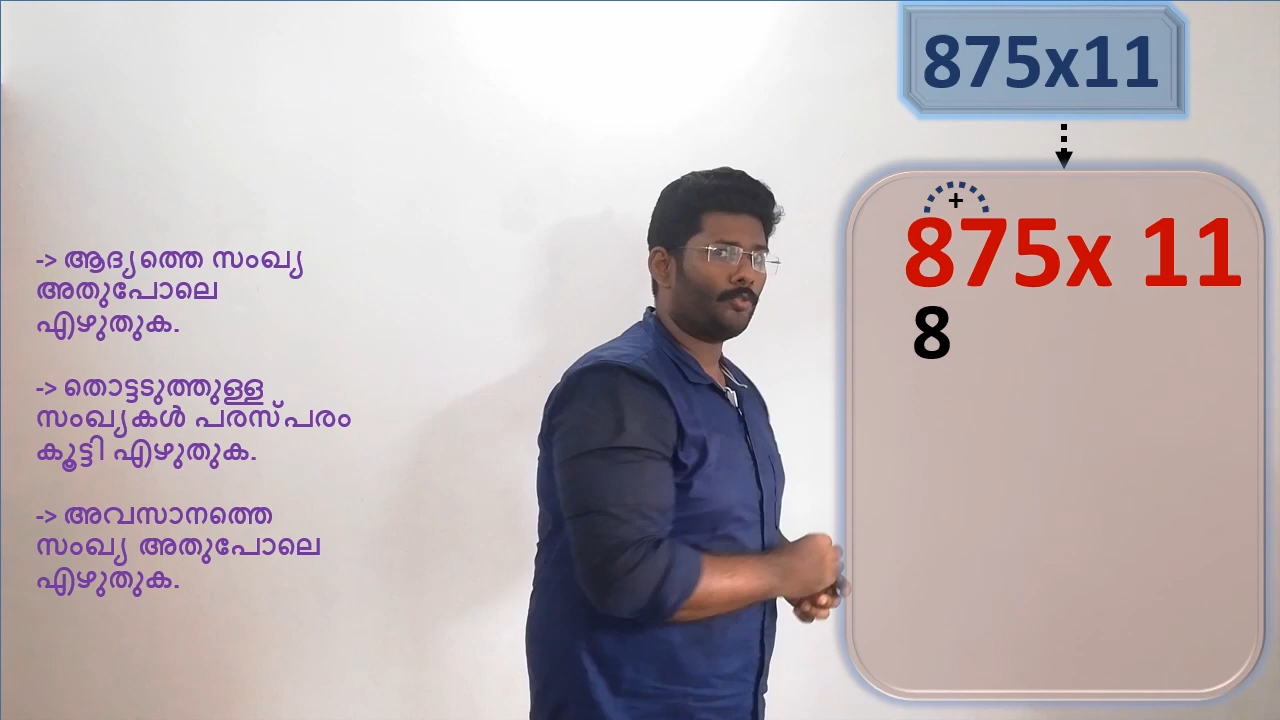 875x11
+
875x 11
8
-> ആദ്യത്തെ സംഖ്യ
അതുപോലെ
എഴുതുക.
-> തൊട്ടടുത്തുള്ള
സംഖ്യകൾ പരസ്പരം
കൂട്ടി എഴുതുക.
-> അവസാനത്തെ
സംഖ്യ അതുപോലെ
എഴുതുക.